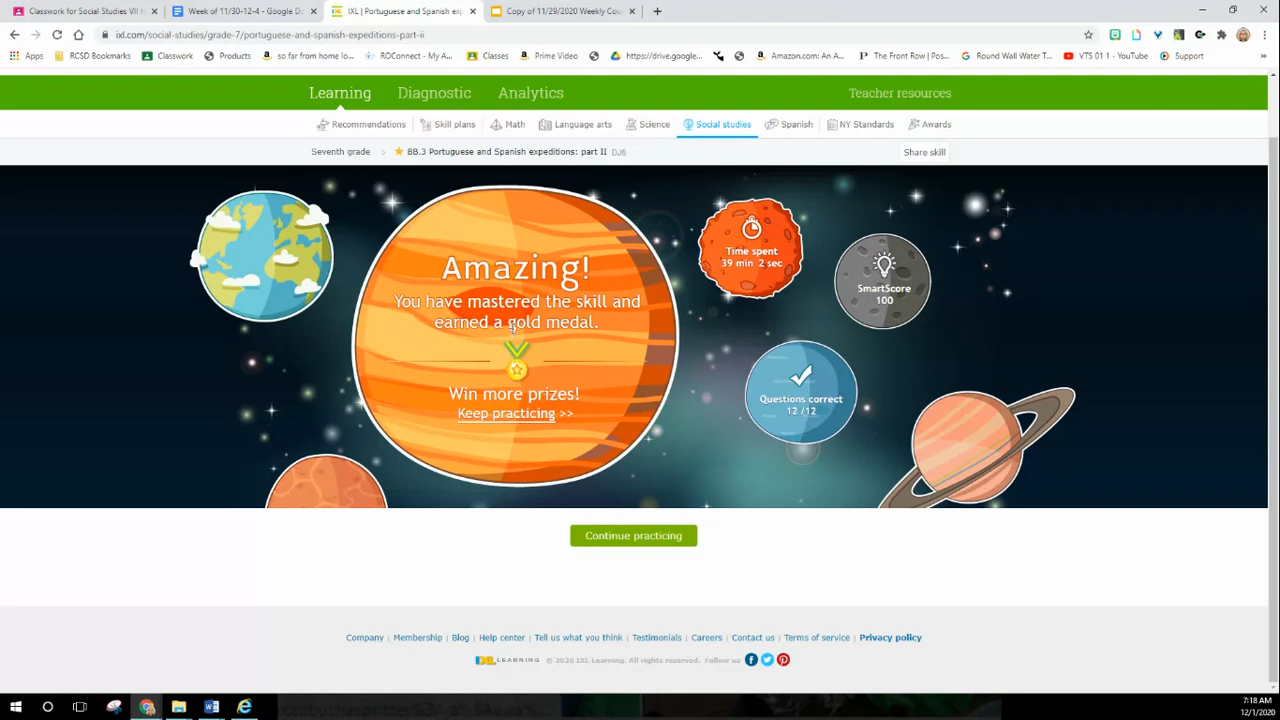 Classwork for Social Studies VII H
Week of 11/30-12-4 - Google Do
IXL | Portuguese and Spanish exp
Copy of 11/29/2020 Weekly Cou
ixl.com/social-studies/grade-7/portuguese-and-spanish-expeditions-part-ii
Apps
RCSD Bookmarks
Classwork
Products
so far from home lo...
ROConnect - My Ho...
Classes
Prime Video
https://drive.google...
Amazon.com: An A...
The Front Row | Pos...
Round Wall Water T...
VTS 01 1 - YouTube
Support
Learning Diagnostic Analytics Teacher resources
Recommendations Skill plans Math Language arts Science Social studies Spanish NY Standards Awards
Seventh grade > BB.3 Portuguese and Spanish expeditions: part II DJ6 Share skill
Amazing!
You have mastered the skill and
earned a gold medal.
Win more prizes!
Keep practicing >>
Time spent
39 min 2 sec
SmartScore
100
Questions correct
12 /12
Continue practicing
Company | Membership | Blog | Help center | Tell us what you think | Testimonials | Careers | Contact us | Terms of service | Privacy policy
IXL LEARNING © 2020 IXL Learning. All rights reserved. Follow us
7:18 AM
12/1/2020